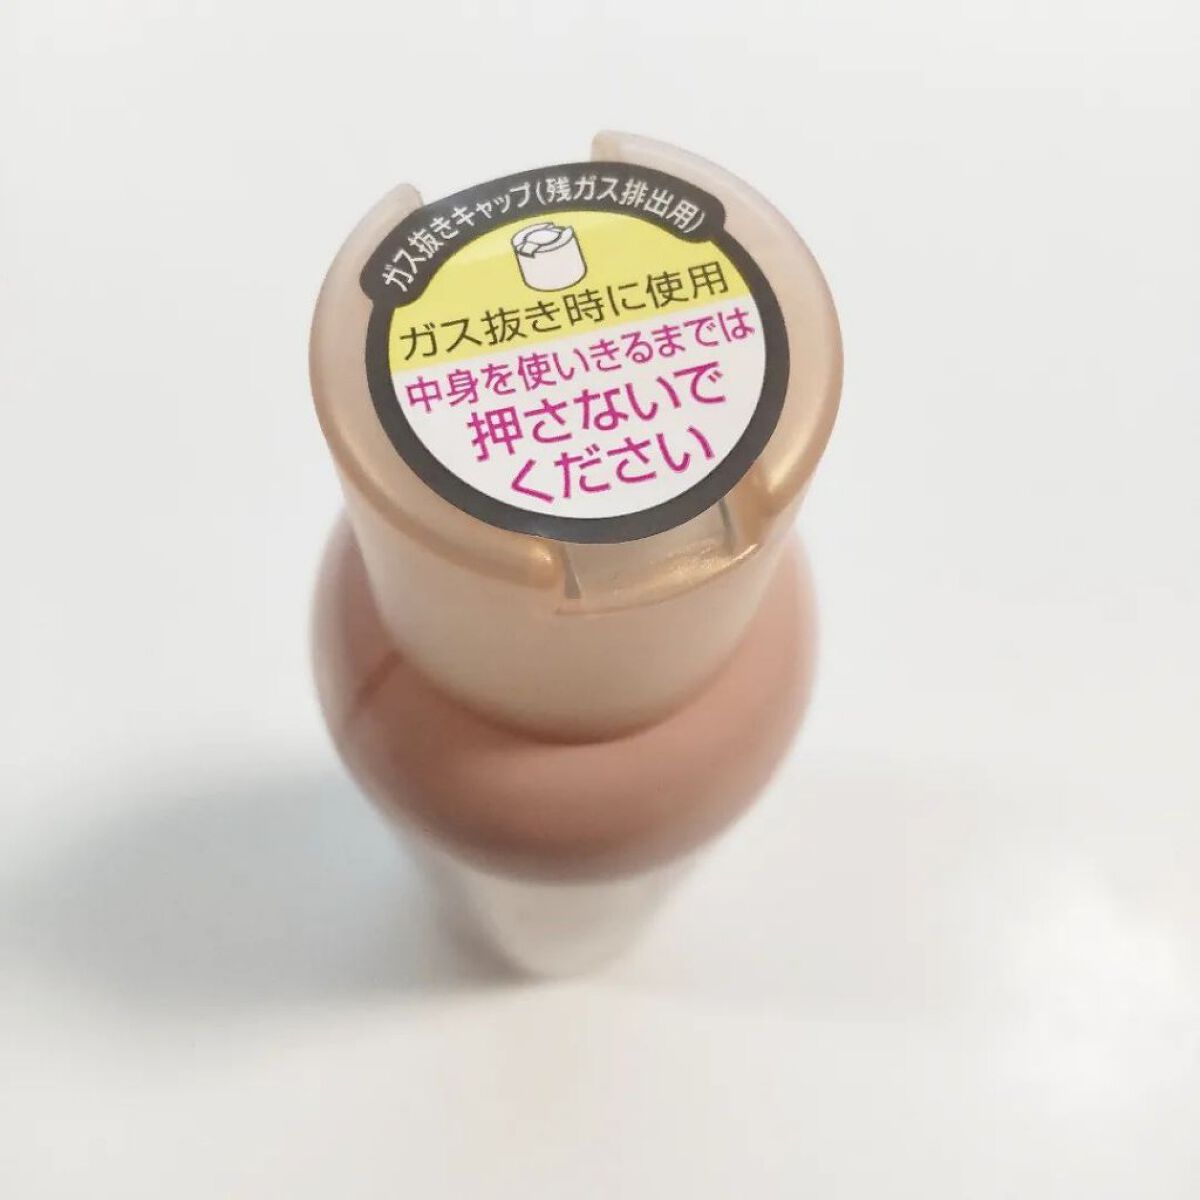 ガス抜きキャップ(残ガス排出用)
ガス抜き時に使用
中身を使いきるまでは
押さないで
ください